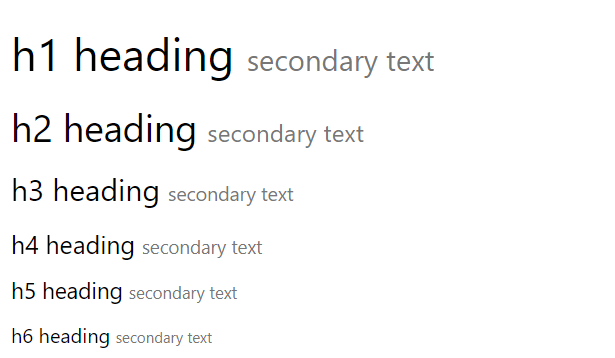 h1 heading secondary text
h2 heading secondary text
h3 heading secondary text
h4 heading secondary text
h5 heading secondary text
h6 heading secondary text